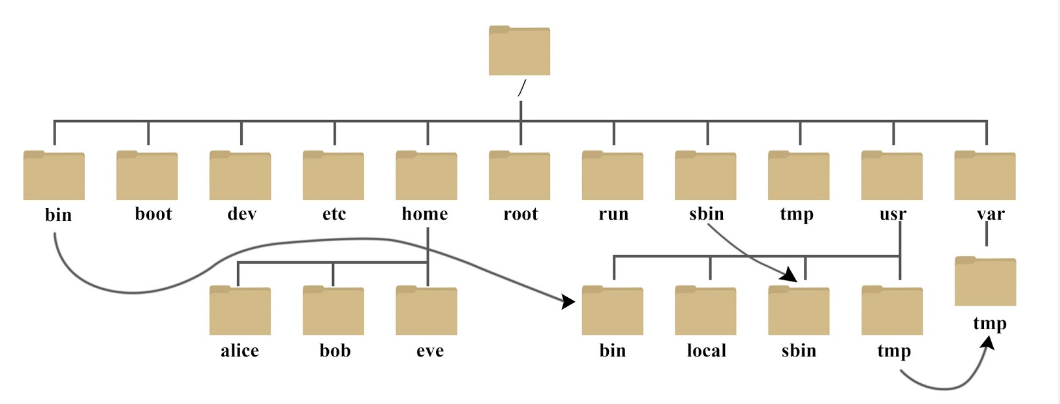 /
bin boot dev etc home root run sbin tmp usr var
tmp
alice bob eve bin local sbin tmp